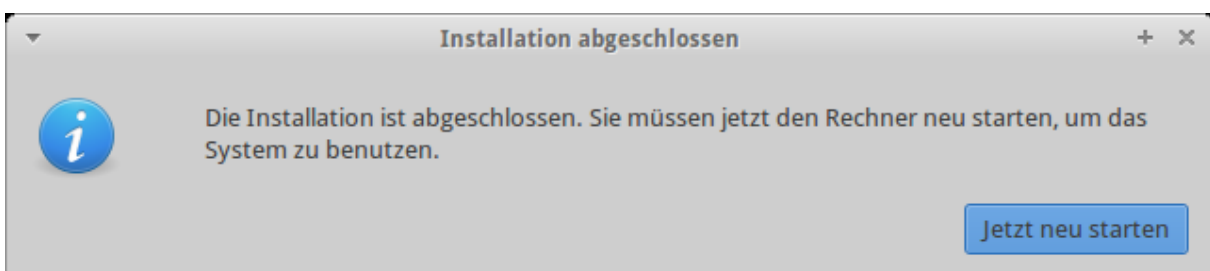 Installation abgeschlossen
Die Installation ist abgeschlossen. Sie müssen jetzt den Rechner neu starten, um das
System zu benutzen.
Jetzt neu starten